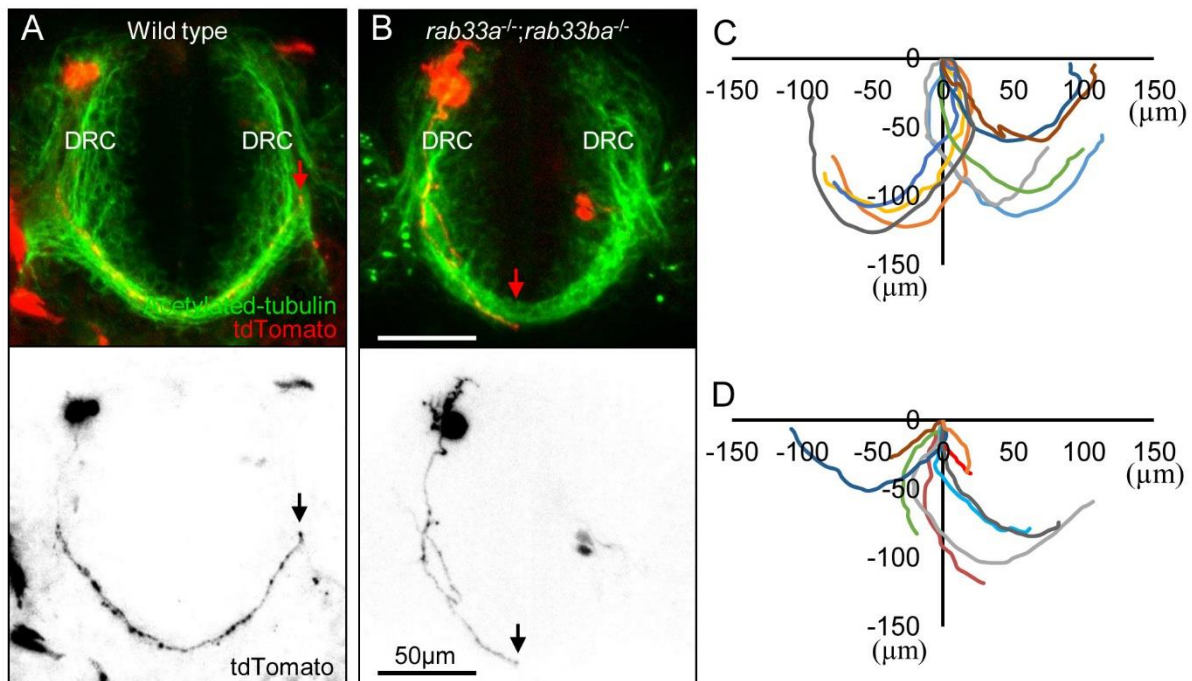 A
Wild type
DRC
DRC
Acetylated-tubulin
tdTomato
tdTomato
B
rab33a-/-;rab33ba-/-
DRC
DRC
50µm
C
0
-150 -100 -50 0 50 100 150
(µm)
-50
-100
-150
(µm)
D
0
-150 -100 -50 0 50 100 150
(µm)
-50
-100
-150
(µm)